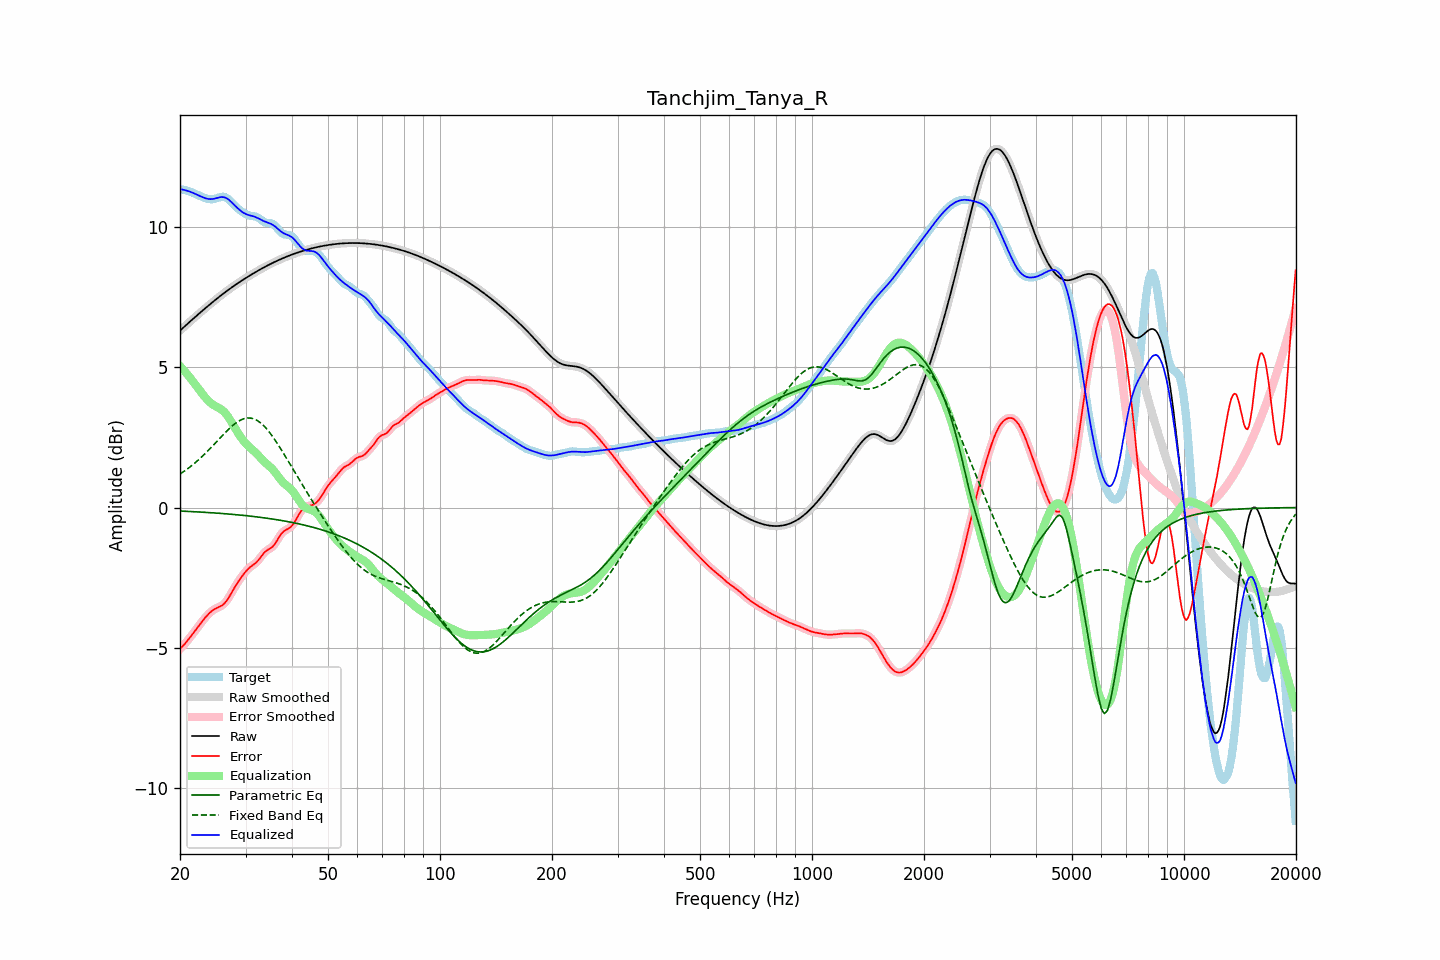 Tanchjim_Tanya_R
Amplitude (dBr)
10
5
0
−5
−10
Target
Raw Smoothed
Error Smoothed
Raw
Error
Equalization
Parametric Eq
Fixed Band Eq
Equalized
20 50 100 200 500 1000 2000 5000 10000 20000
Frequency (Hz)